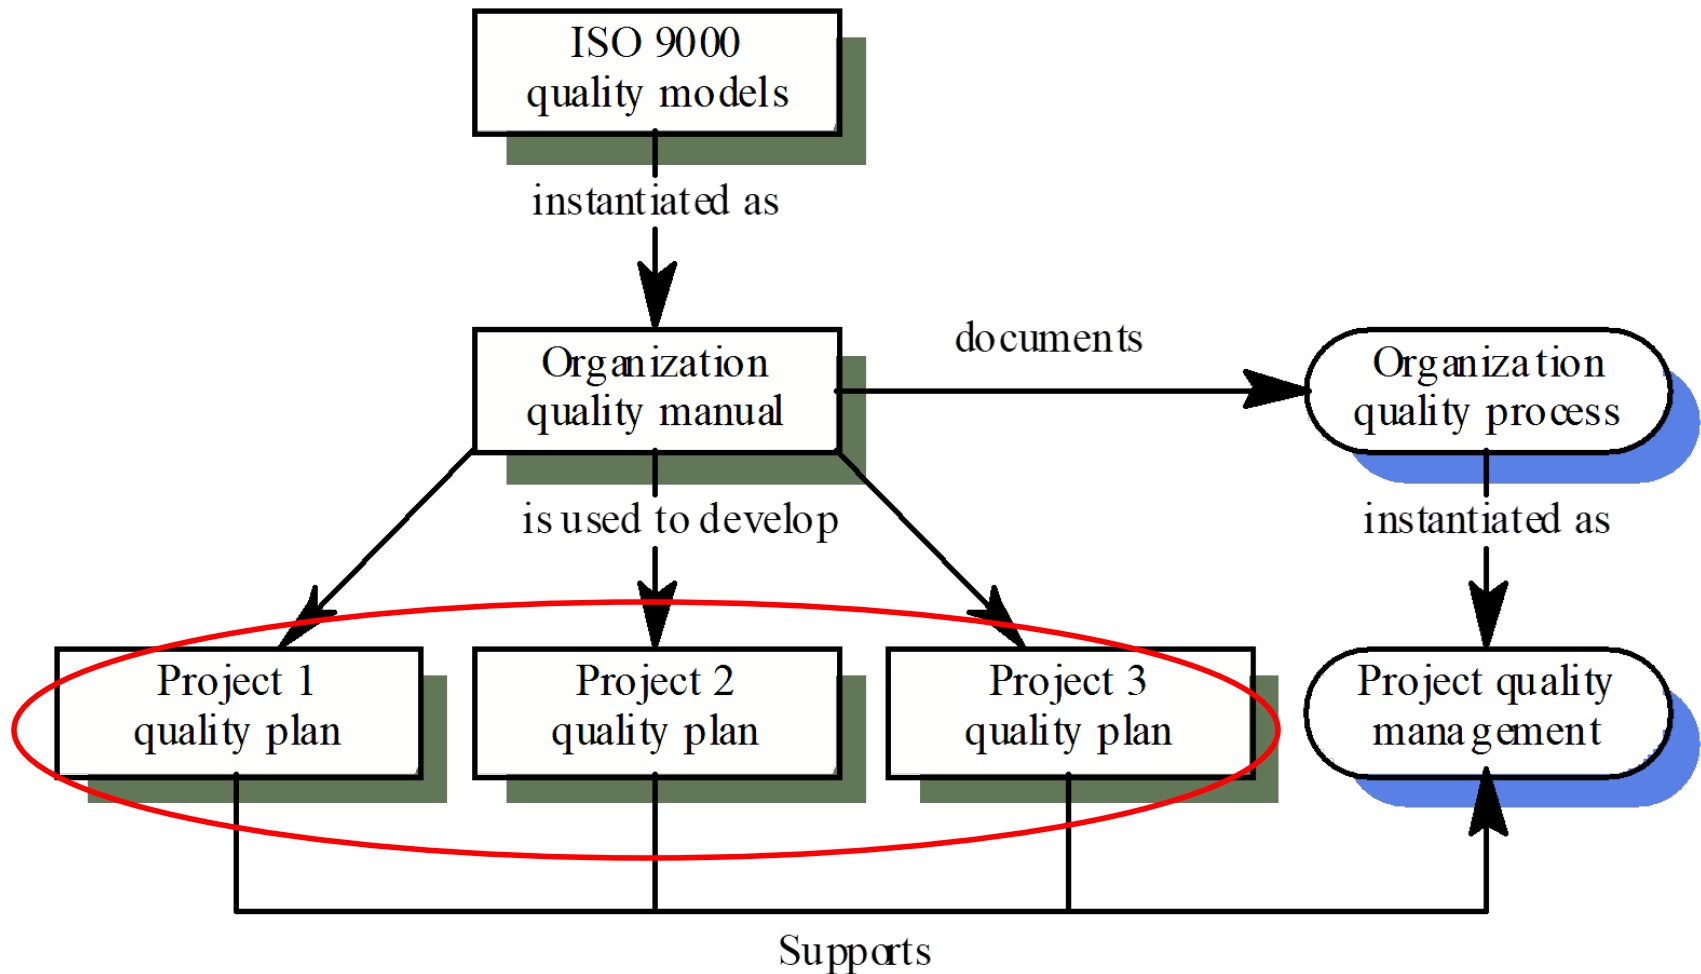 ISO 9000
quality models
instantiated as
Organization
quality manual
documents
Organization
quality process
is used to develop
instantiated as
Project 1
quality plan
Project 2
quality plan
Project 3
quality plan
Project quality
management
Supports